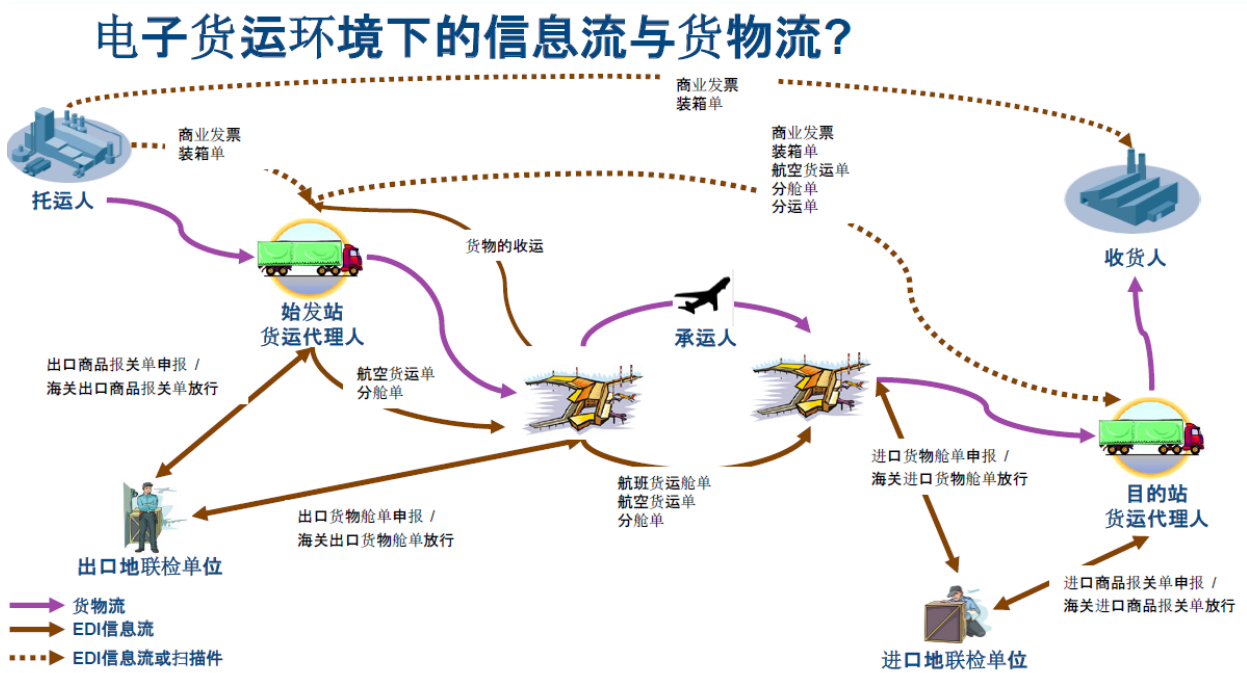 电子货运环境下的信息流与货物流?
商业发票
装箱单
商业发票
装箱单
商业发票
装箱单
航空货运单
分舱单
分运单
托运人
收货人
货物的收运
始发站
货运代理人
承运人
出口商品报关单申报 /
海关出口商品报关单放行
航空货运单
分舱单
进口货物舱单申报 /
海关进口货物舱单放行
航班货运舱单
航空货运单
分舱单
目的站
货运代理人
出口货物舱单申报 /
海关出口货物舱单放行
出口地联检单位
进口商品报关单申报 /
海关进口商品报关单放行
进口地联检单位
货物流
EDI信息流
EDI信息流或扫描件